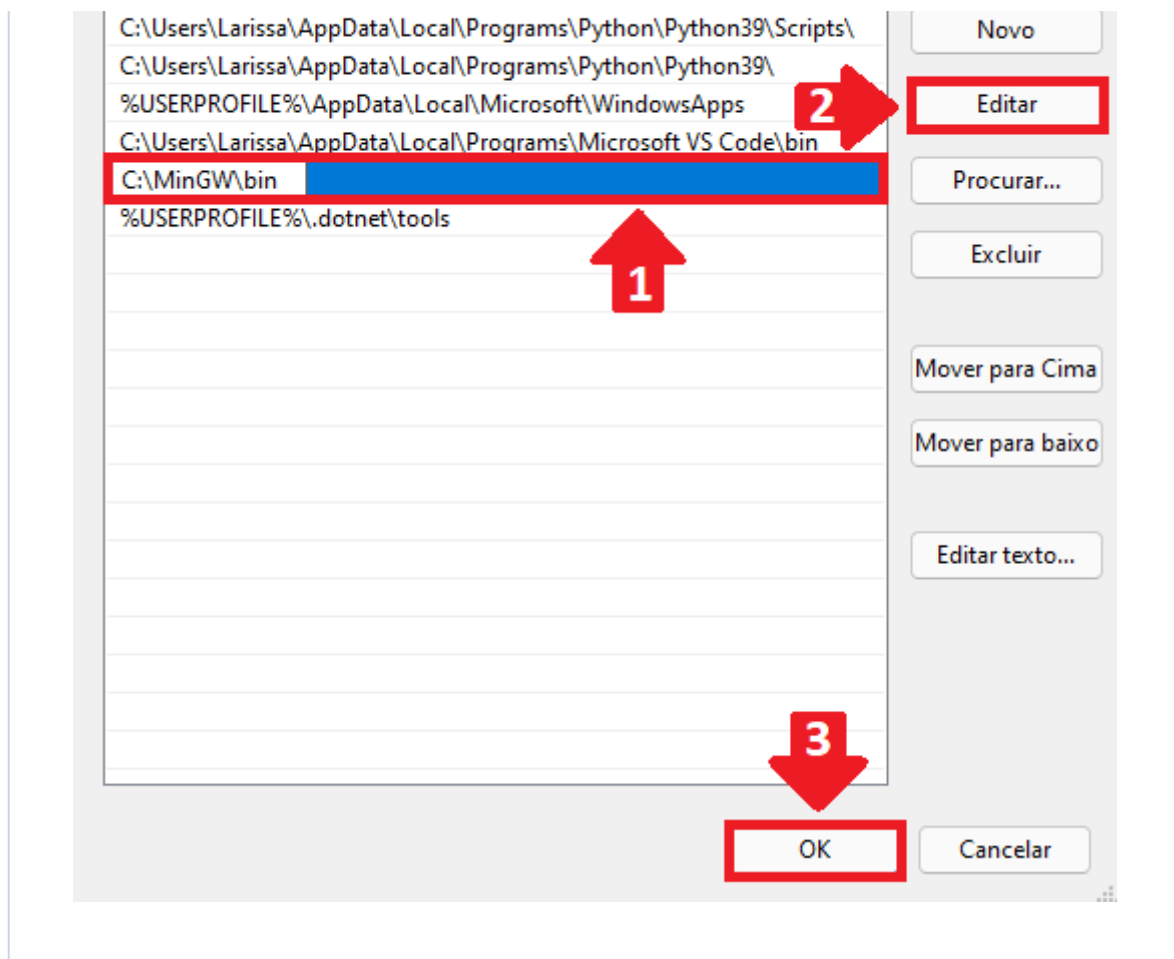 C:\Users\Larissa\AppData\Local\Programs\Python\Python39\Scripts\
C:\Users\Larissa\AppData\Local\Programs\Python\Python39\
%USERPROFILE%\AppData\Local\Microsoft\WindowsApps
C:\Users\Larissa\AppData\Local\Programs\Microsoft VS Code\bin
C:\MinGW\bin
%USERPROFILE%\.dotnet\tools
1
Novo
2
Editar
Procurar...
Excluir
Mover para Cima
Mover para baixo
Editar texto...
3
OK
Cancelar